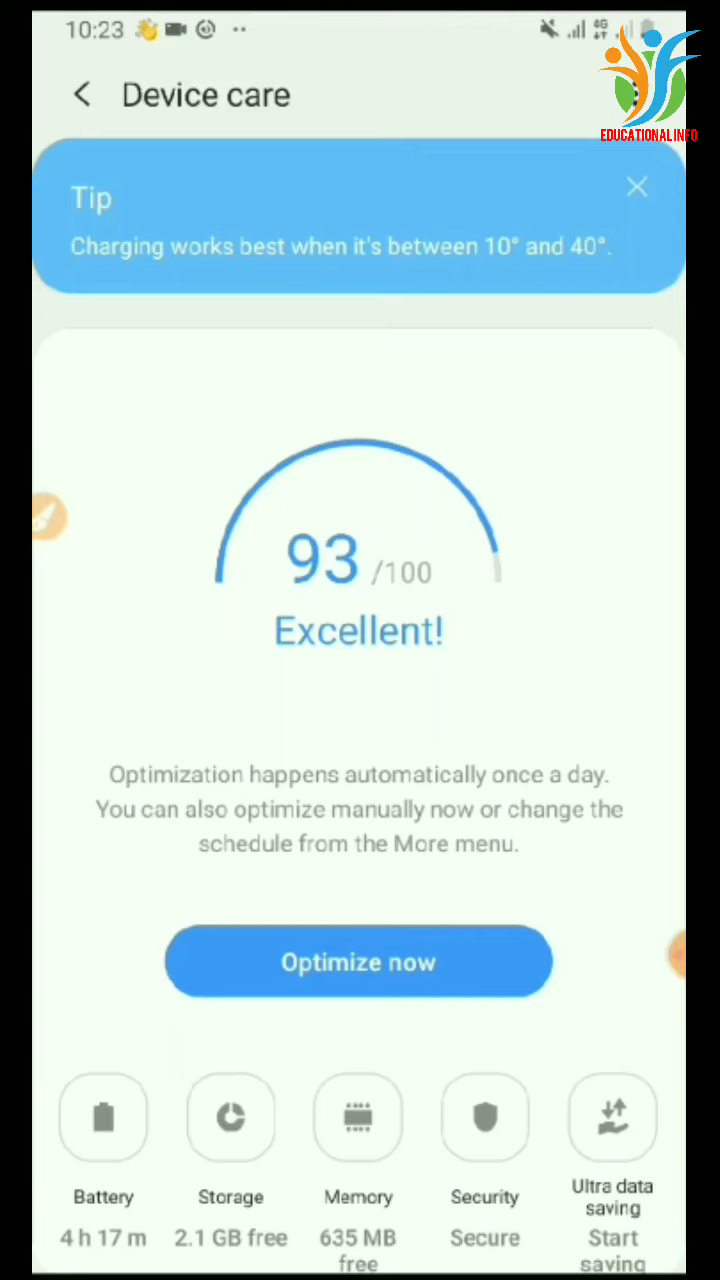 10:23
4G
Device care
EDUCATIONAL INFO
Tip
Charging works best when it's between 10° and 40°.
93 /100
Excellent!
Optimization happens automatically once a day.
You can also optimize manually now or change the
schedule from the More menu.
Optimize now
Battery
Storage
Memory
Security
Ultra data
saving
4 h 17 m
2.1 GB free
635 MB
free
Secure
Start
saving